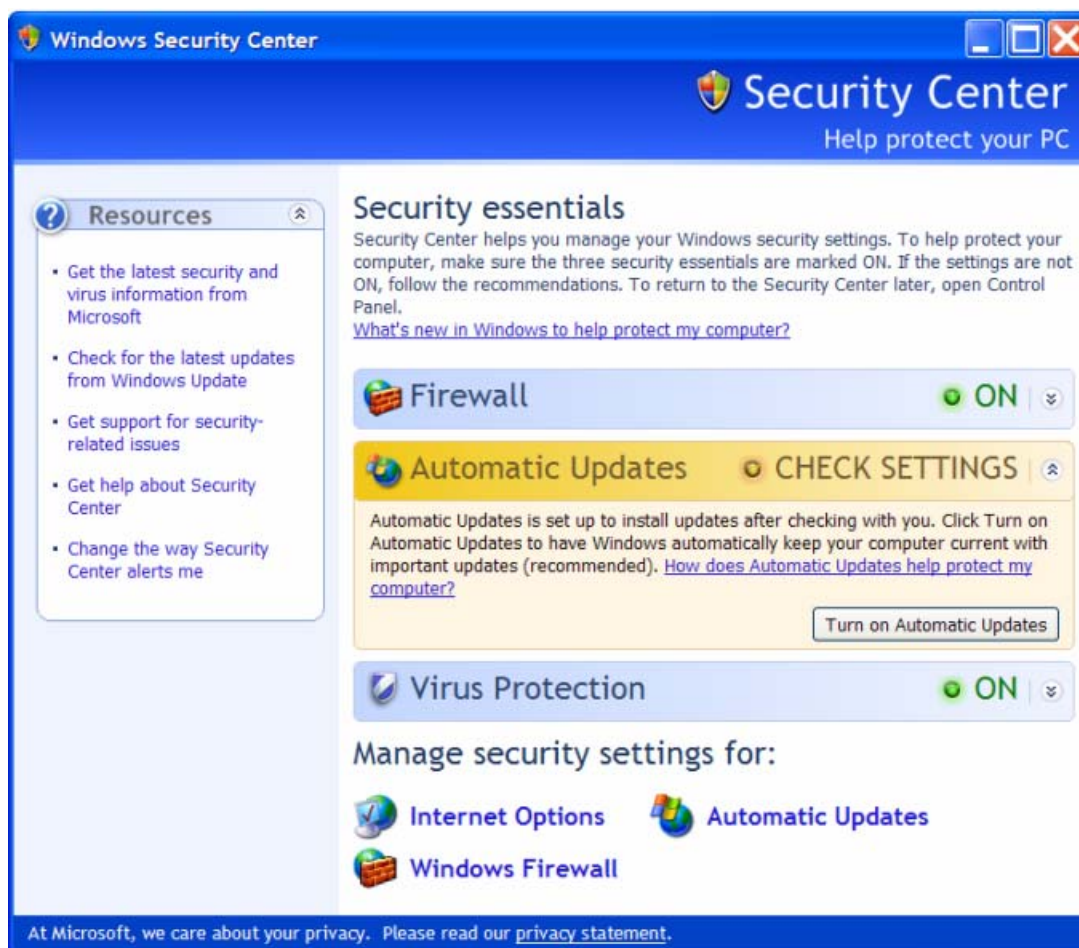 Windows Security Center
Security Center
Help protect your PC
Resources
Get the latest security and
virus information from
Microsoft
Check for the latest updates
from Windows Update
Get support for security-
related issues
Get help about Security
Center
Change the way Security
Center alerts me
Security essentials
Security Center helps you manage your Windows security settings. To help protect your
computer, make sure the three security essentials are marked ON. If the settings are not
ON, follow the recommendations. To return to the Security Center later, open Control
Panel.
What's new in Windows to help protect my computer?
Firewall ON
Automatic Updates CHECK SETTINGS
Automatic Updates is set up to install updates after checking with you. Click Turn on
Automatic Updates to have Windows automatically keep your computer current with
important updates (recommended). How does Automatic Updates help protect my
computer?
Turn on Automatic Updates
Virus Protection ON
Manage security settings for:
Internet Options Automatic Updates
Windows Firewall
At Microsoft, we care about your privacy. Please read our privacy statement.